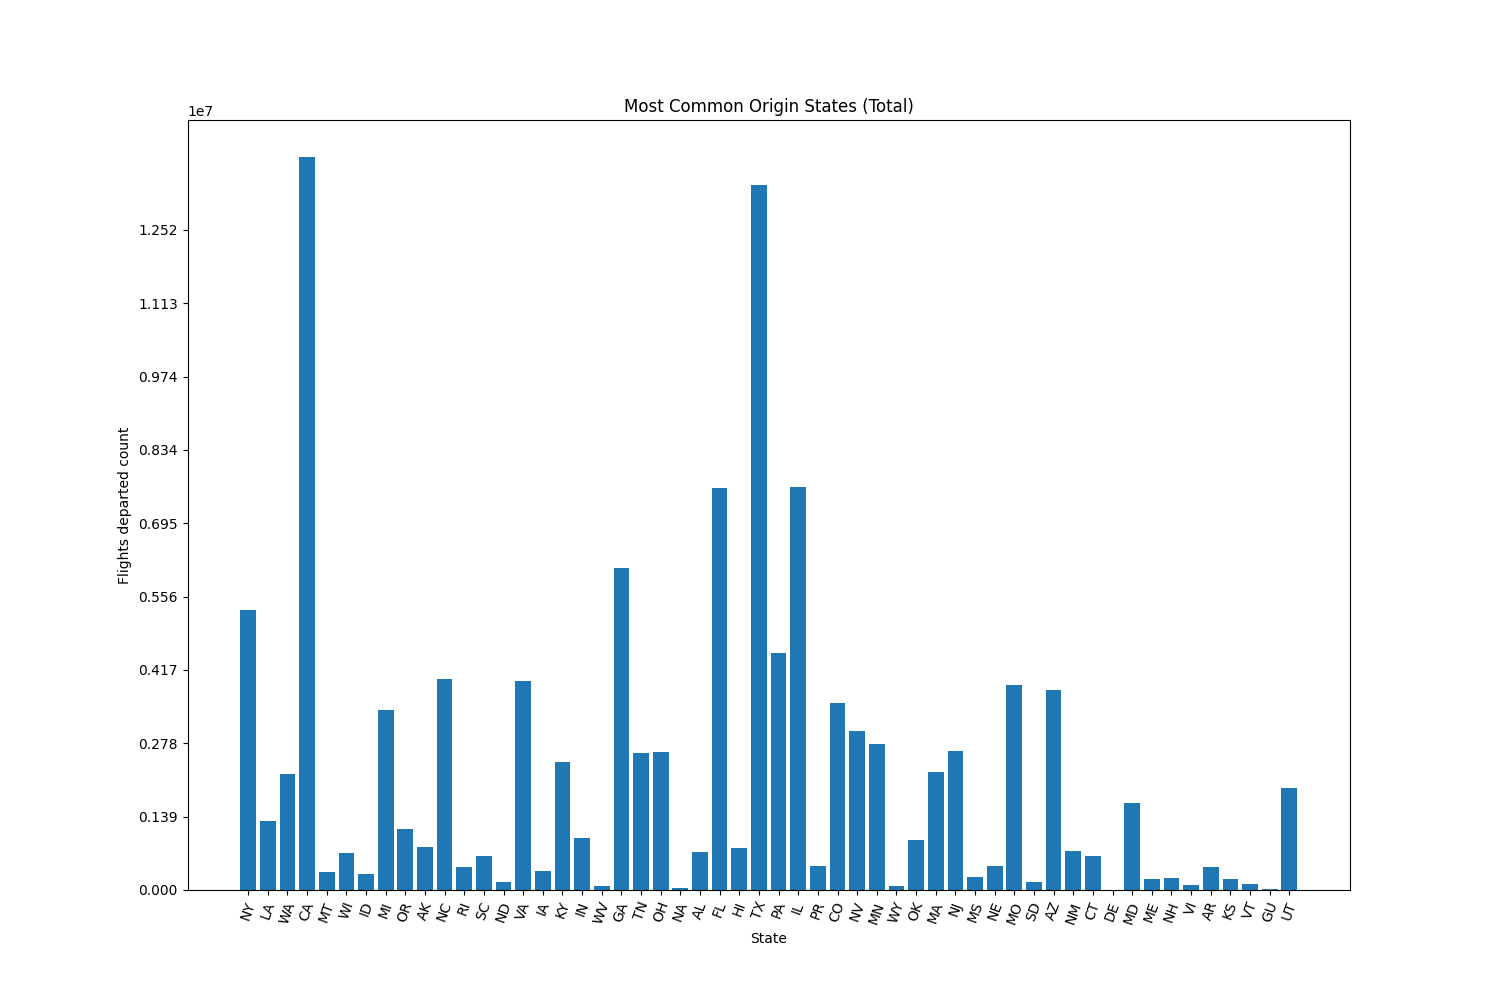 Most Common Origin States (Total)
1e7
1.252
1.113
0.974
0.834
0.695
0.556
0.417
0.278
0.139
0.000
Flights departed count
NY LA WA CA MT WI ID MI OR AK NC RI SC ND VA IA KY IN WV GA TN OH NA AL FL HI TX PA IL PR CO NV MN WY OK MA NJ MS NE MO SD AZ NM CT DE MD ME NH VI AR KS VT GU UT
State